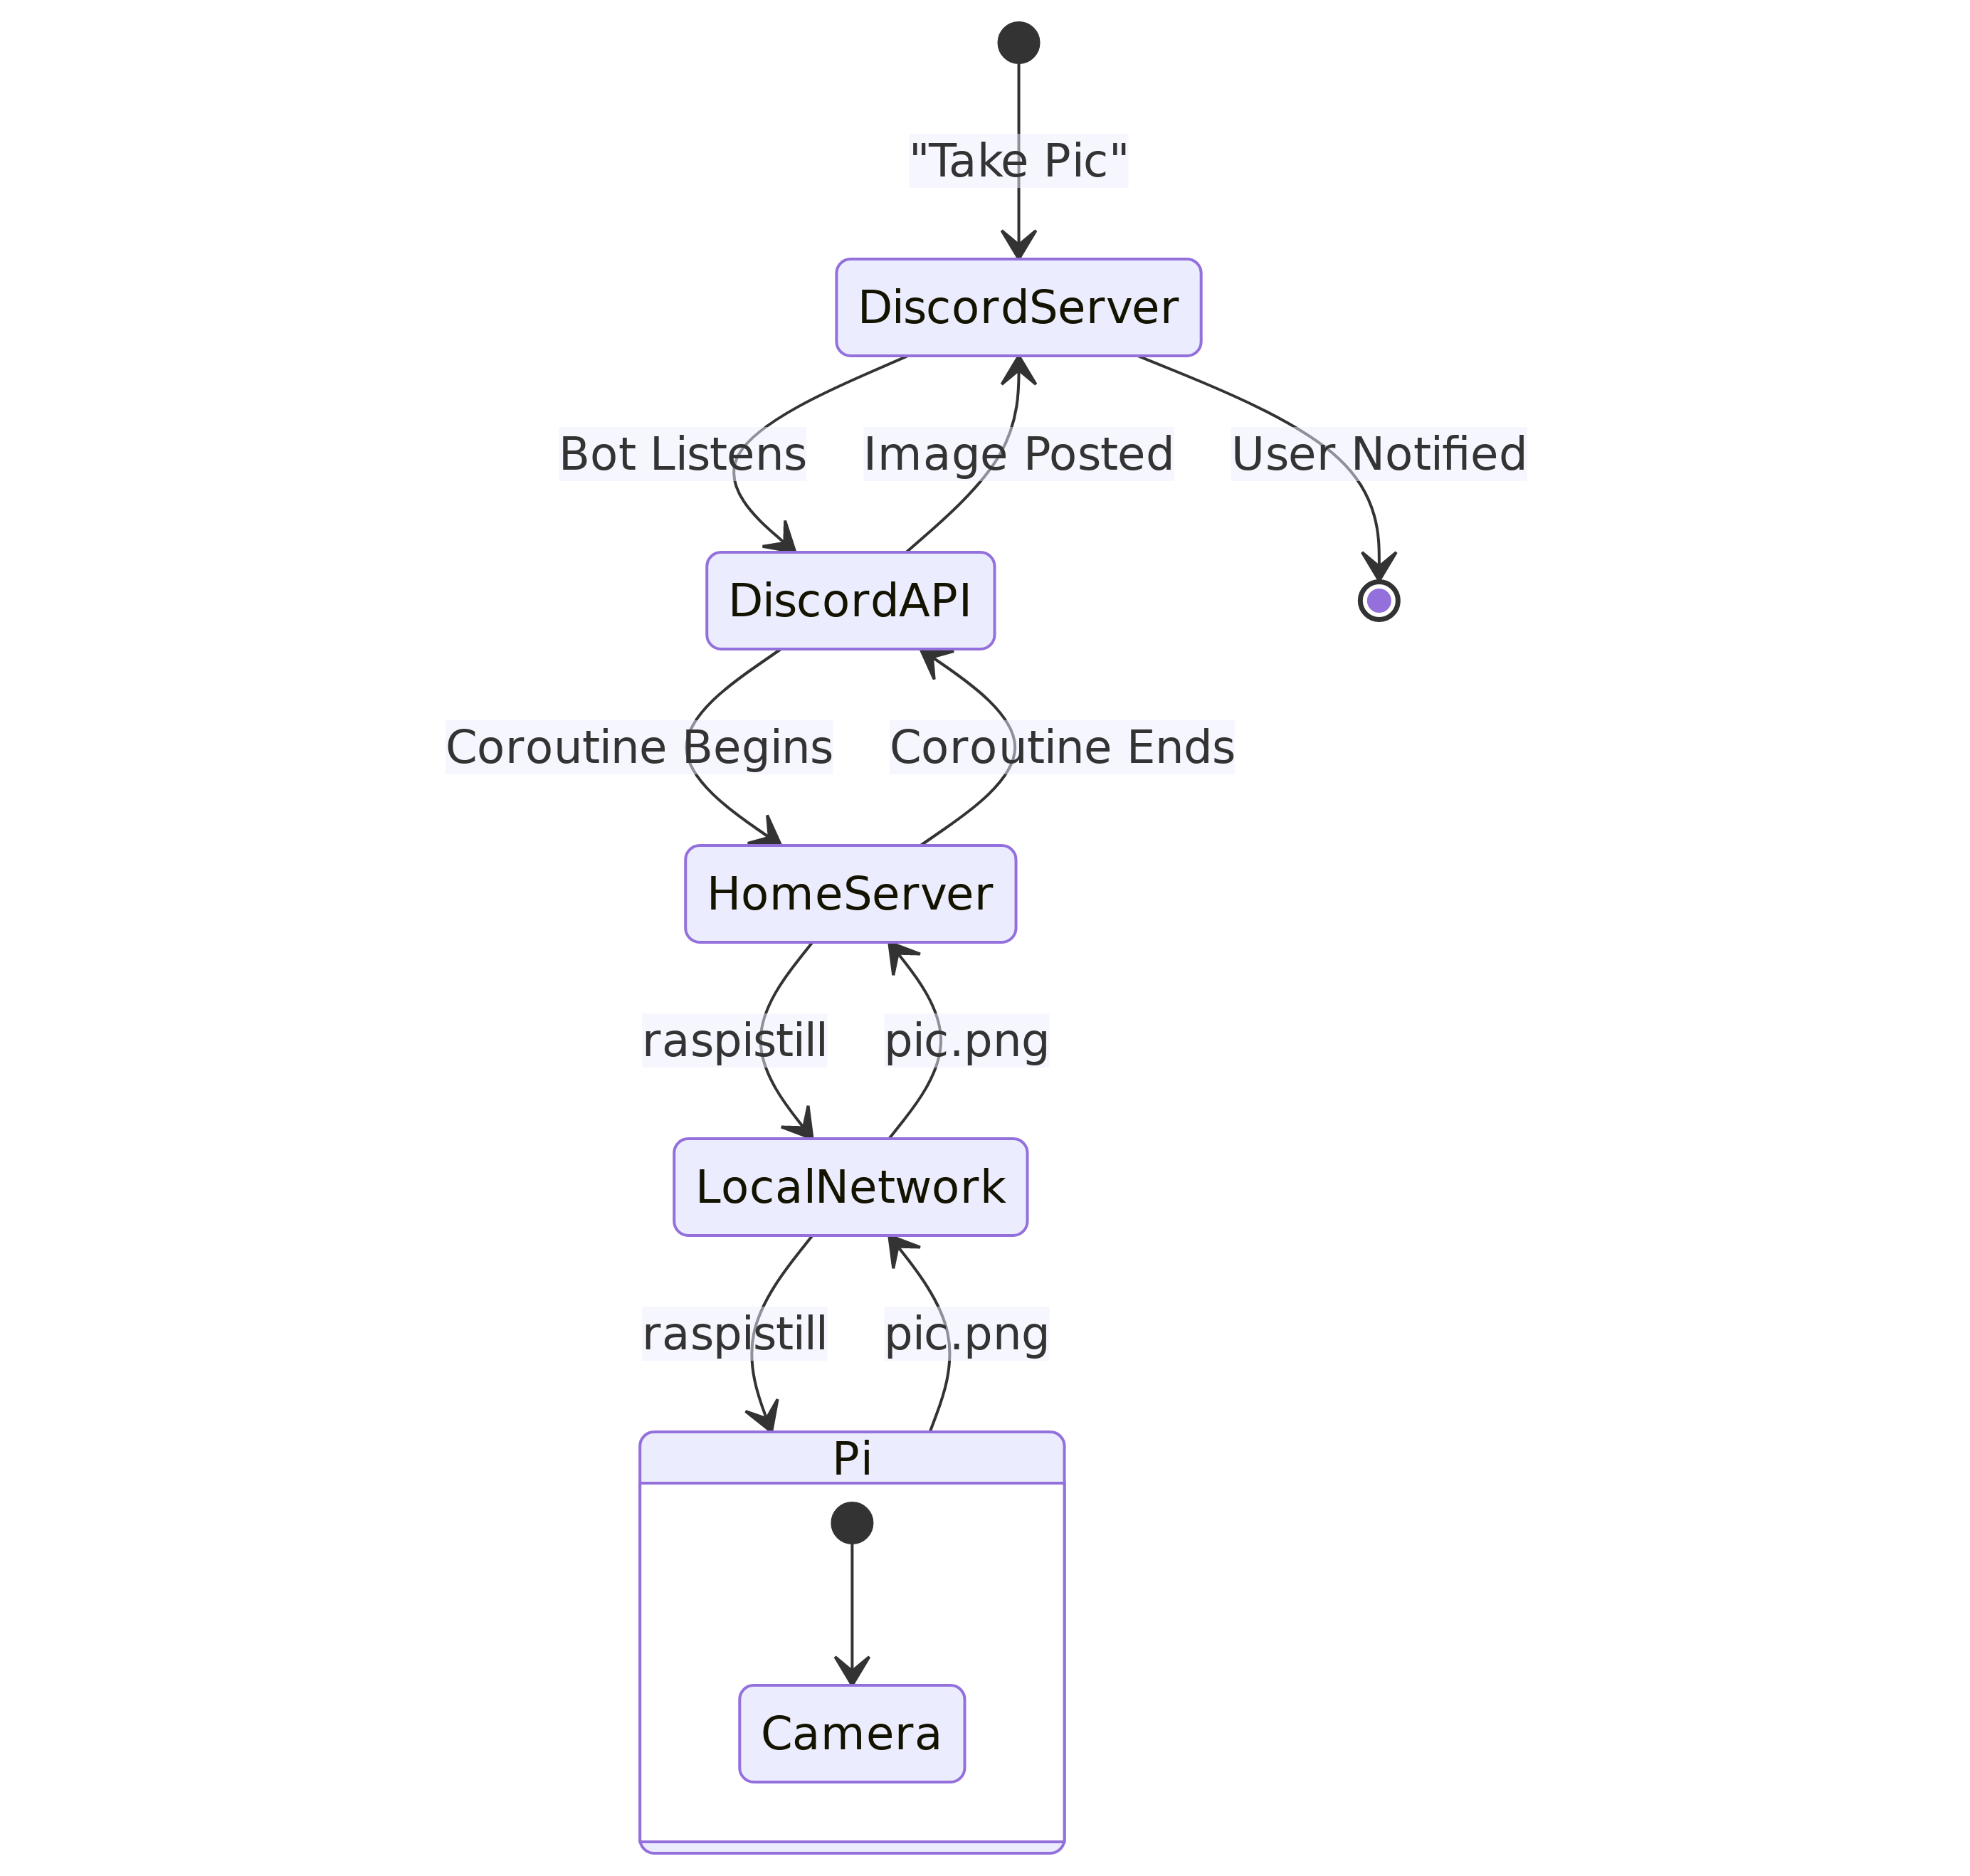 "Take Pic"
DiscordServer
Bot Listens
Image Posted
User Notified
DiscordAPI
Coroutine Begins
Coroutine Ends
HomeServer
raspistill
pic.png
LocalNetwork
raspistill
pic.png
Pi
Camera